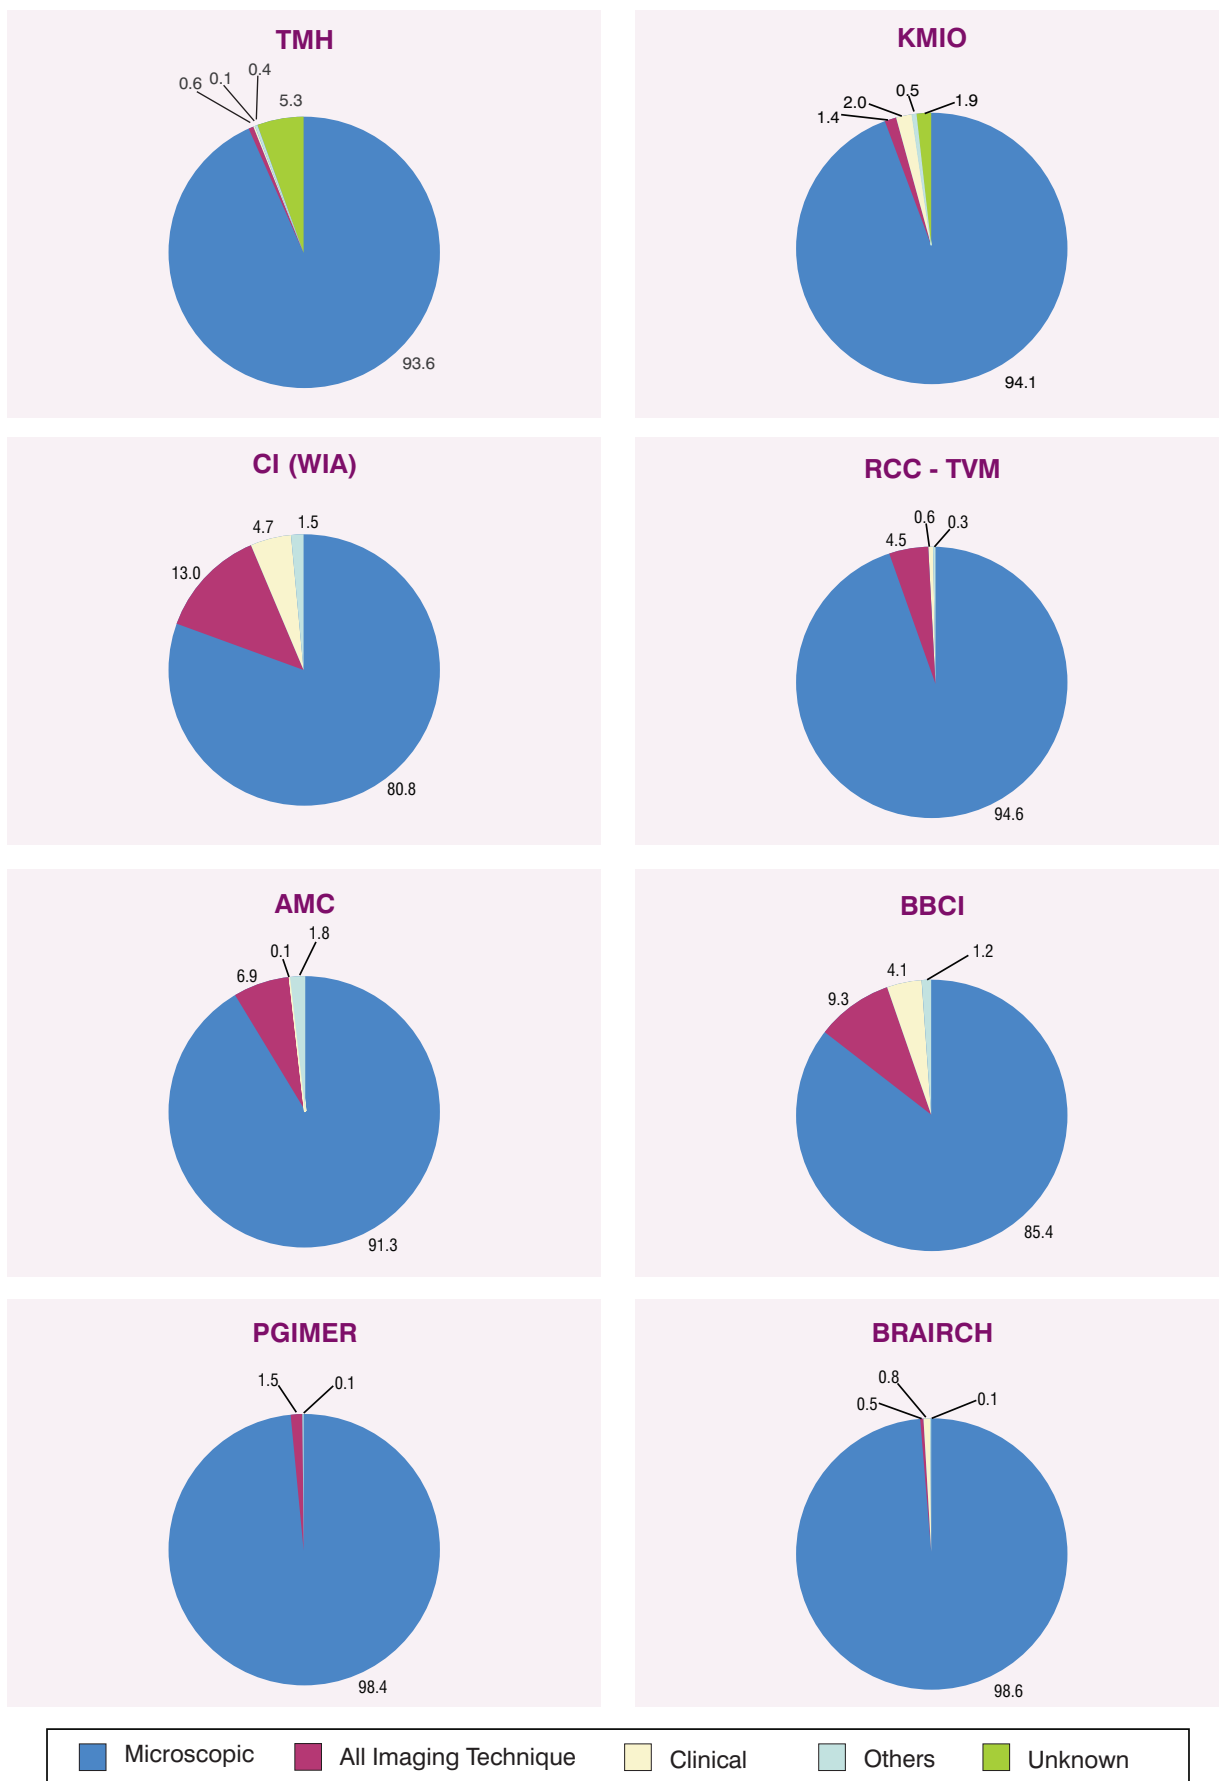 TMH
0.6 0.1 0.4
5.3
93.6
KMIO
1.4 2.0 0.5 1.9
94.1
CI (WIA)
13.0 4.7 1.5
80.8
RCC - TVM
4.5 0.6 0.3
94.6
AMC
6.9 0.1 1.8
91.3
BBCI
9.3 4.1 1.2
85.4
PGIMER
1.5 0.1
98.4
BRAIRCH
0.5 0.8 0.1
98.6
Microscopic All Imaging Technique Clinical Others Unknown